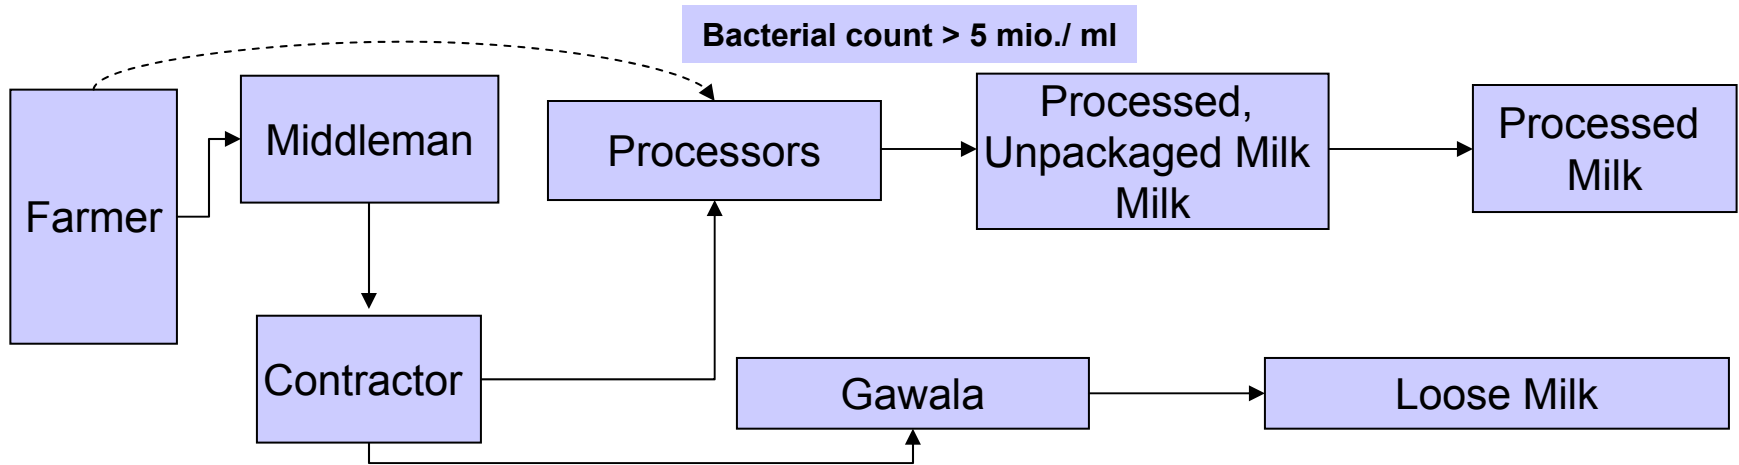 Bacterial count > 5 mio./ ml
Farmer
Middleman
Processors
Processed,
Unpackaged Milk
Milk
Processed
Milk
Contractor
Gawala
Loose Milk